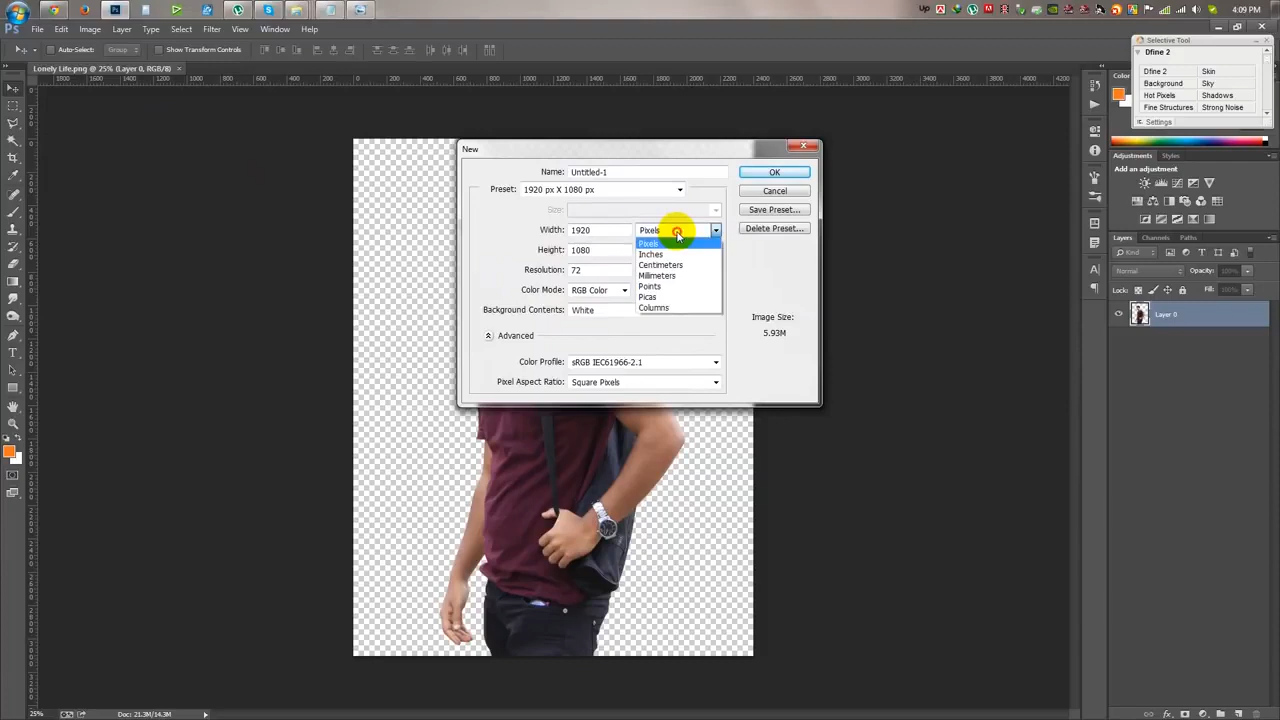 Up
4:09 PM
PS File Edit Image Layer Type Select Filter View Window Help
Auto-Select: Group Show Transform Controls
Lonely Life.png @ 25% (Layer 0, RGB/8) ×
Selective Tool
Dfine 2
Dfine 2 Skin
Background Sky
Hot Pixels Shadows
Fine Structures Strong Noise
Settings
Color
New
Name: Untitled-1
OK
Preset: 1920 px X 1080 px
Cancel
Size:
Save Preset...
Width: 1920 Pixels
Delete Preset...
Pixels
Inches
Centimeters
Millimeters
Points
Picas
Columns
Height: 1080
Resolution: 72
Color Mode: RGB Color
Background Contents: White
Image Size:
5.93M
Advanced
Color Profile: sRGB IEC61966-2.1
Pixel Aspect Ratio: Square Pixels
Adjustments Styles
Add an adjustment
Layers Channels Paths
Kind
Normal Opacity: 100%
Lock: Fill: 100%
Layer 0
25% Doc: 21.3M/14.3M